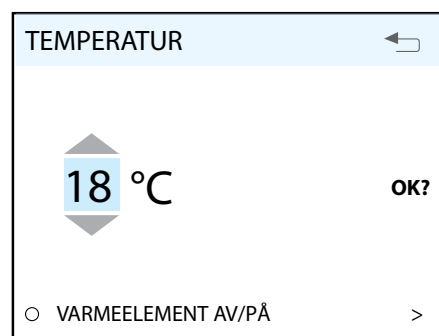 TEMPERATUR
18 °C
OK?
VARMEELEMENT AV/PÅ >